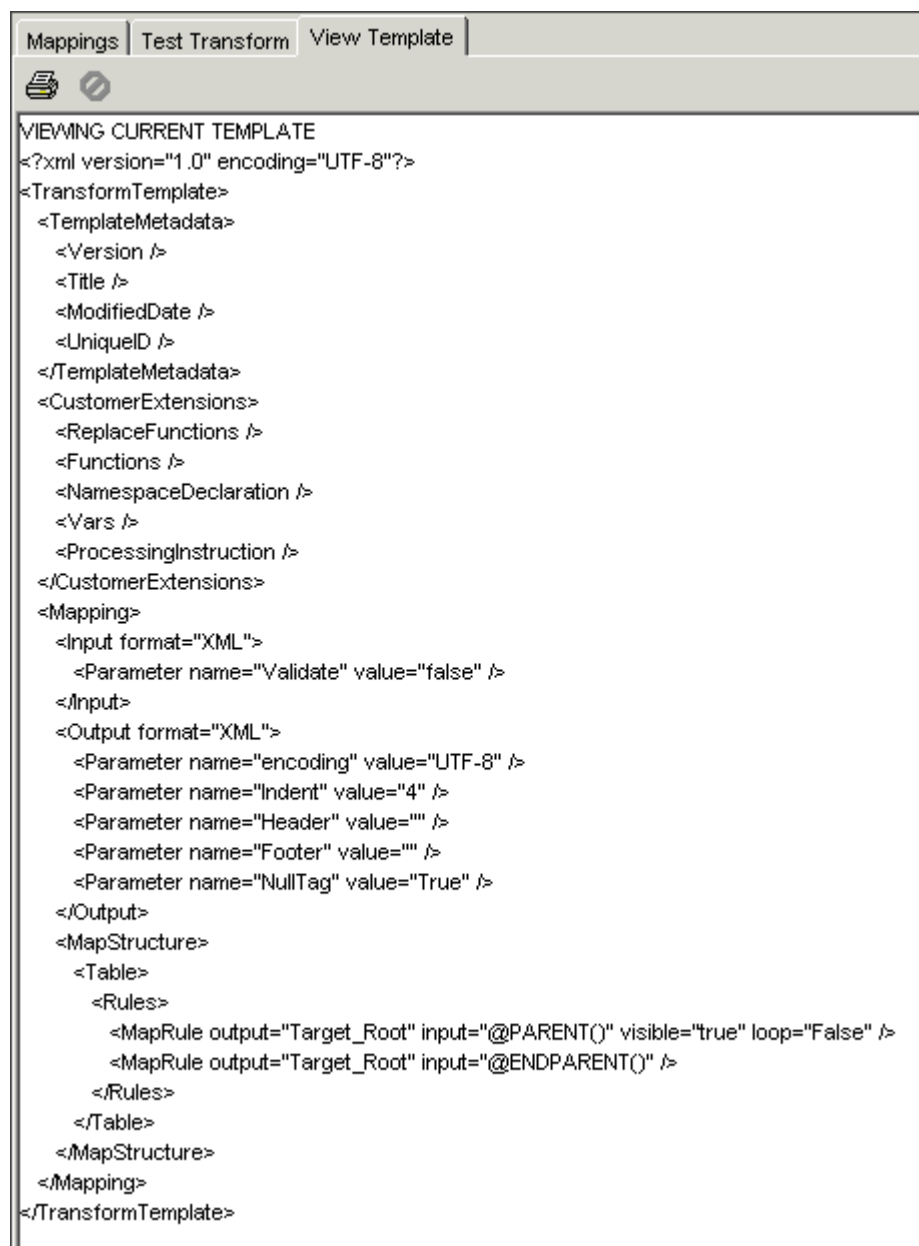 Mappings Test Transform View Template
VIEWING CURRENT TEMPLATE
<?xml version="1.0" encoding="UTF-8"?>
<TransformTemplate>
<TemplateMetadata>
<Version />
<Title />
<ModifiedDate />
<UniqueID />
</TemplateMetadata>
<CustomerExtensions>
<ReplaceFunctions />
<Functions />
<NamespaceDeclaration />
<Vars />
<ProcessingInstruction />
</CustomerExtensions>
<Mapping>
<Input format="XML">
<Parameter name="Validate" value="false" />
</Input>
<Output format="XML">
<Parameter name="encoding" value="UTF-8" />
<Parameter name="Indent" value="4" />
<Parameter name="Header" value="" />
<Parameter name="Footer" value="" />
<Parameter name="NullTag" value="True" />
</Output>
<MapStructure>
<Table>
<Rules>
<MapRule output="Target_Root" input="@PARENT()" visible="true" loop="False" />
<MapRule output="Target_Root" input="@ENDPARENT()" />
</Rules>
</Table>
</MapStructure>
</Mapping>
</TransformTemplate>